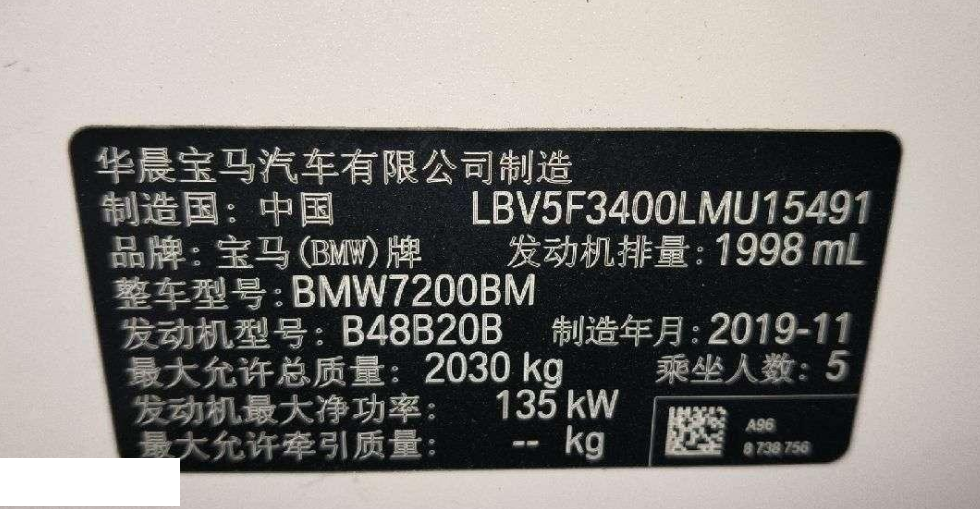 华晨宝马汽车有限公司制造
制造国：中国 LBV5F3400LMU15491
品牌：宝马(BMW)牌 发动机排量：1998 mL
整车型号：BMW7200BM
发动机型号：B48B20B 制造年月：2019-11
最大允许总质量：2030 kg 乘坐人数：5
发动机最大净功率：135 kW
最大允许牵引质量：-- kg
A96
8 738 756